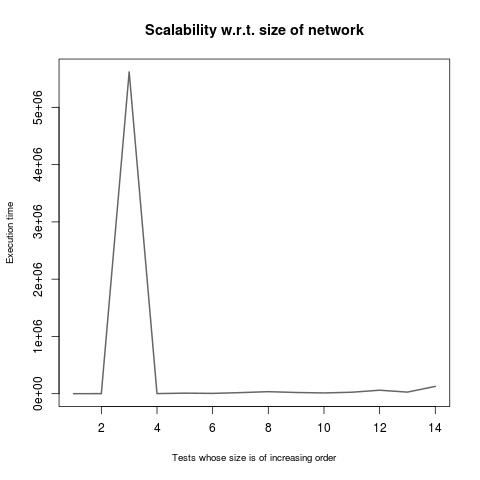 Scalability w.r.t. size of network
Execution time
5e+06
4e+06
3e+06
2e+06
1e+06
0e+00
2 4 6 8 10 12 14
Tests whose size is of increasing order